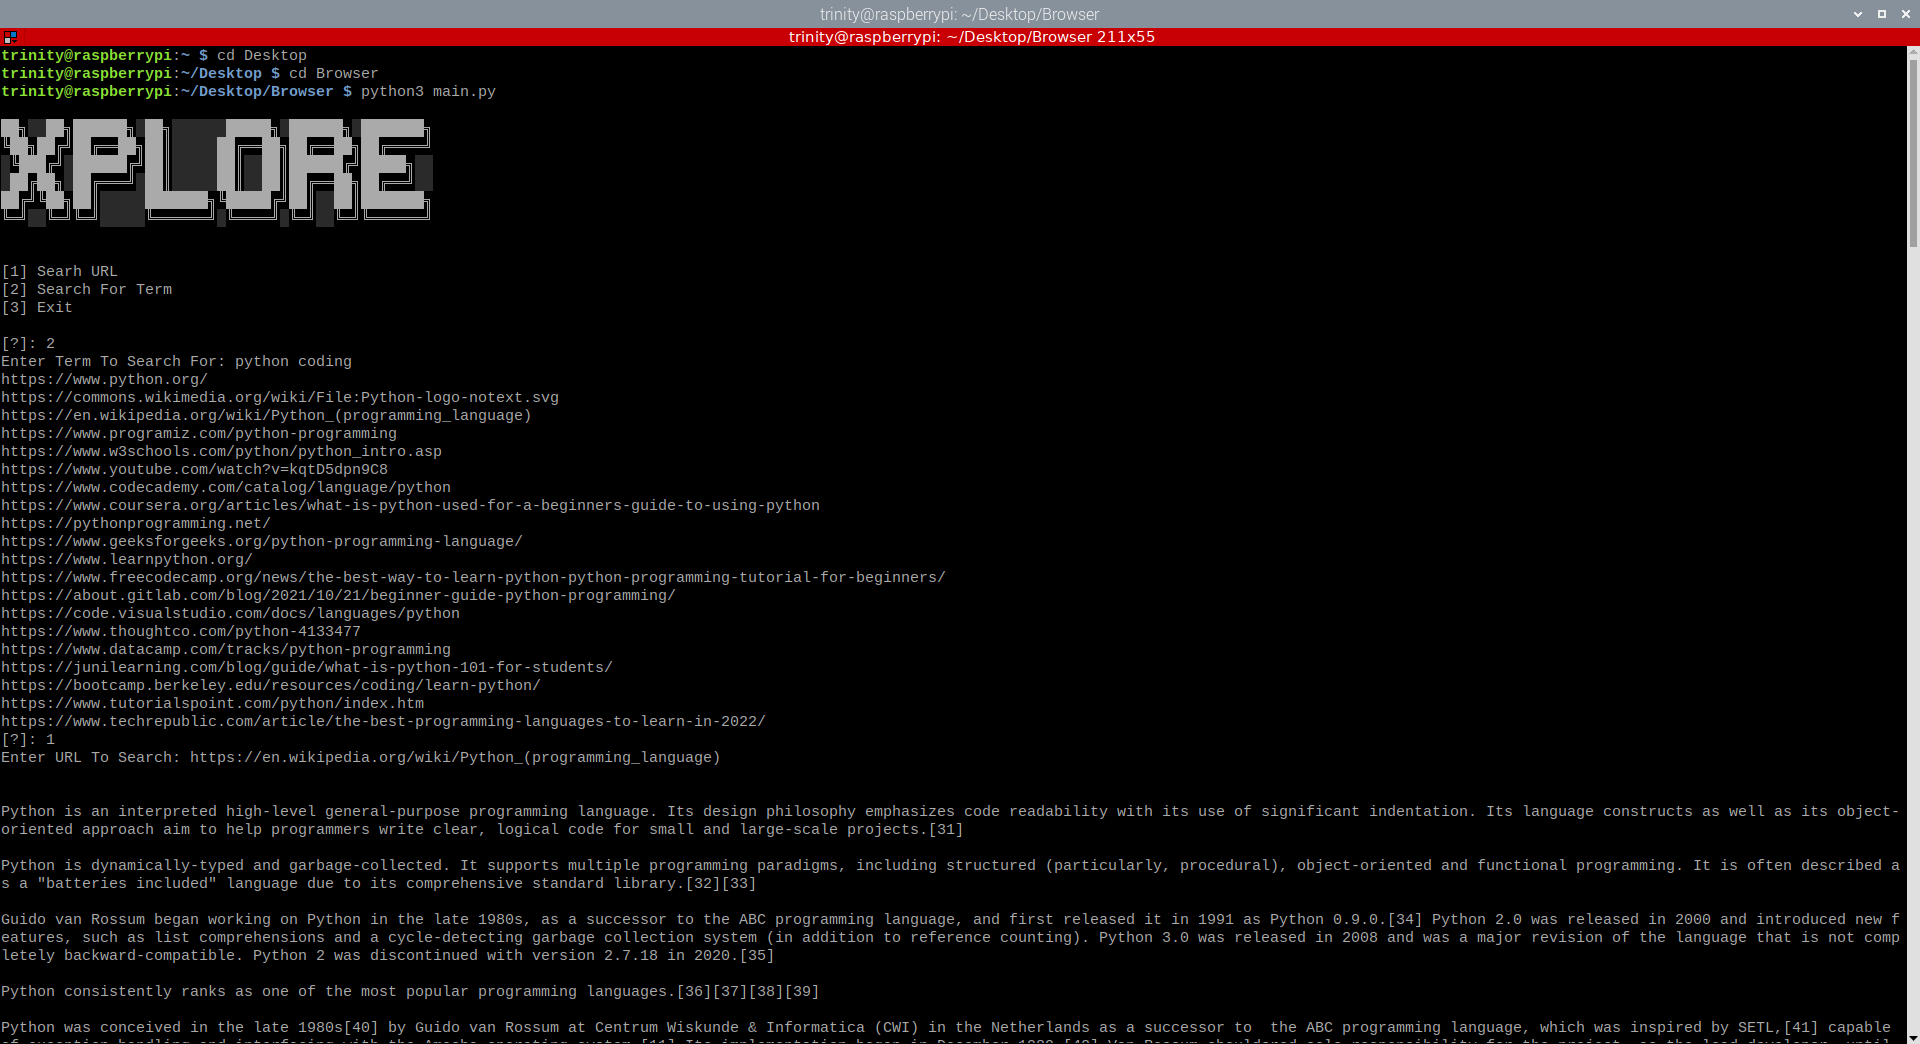 trinity@raspberrypi: ~/Desktop/Browser
trinity@raspberrypi: ~/Desktop/Browser 211x55
trinity@raspberrypi:~ $ cd Desktop
trinity@raspberrypi:~/Desktop $ cd Browser
trinity@raspberrypi:~/Desktop/Browser $ python3 main.py
XPLORE
[1] Searh URL
[2] Search For Term
[3] Exit
[?]: 2
Enter Term To Search For: python coding
https://www.python.org/
https://commons.wikimedia.org/wiki/File:Python-logo-notext.svg
https://en.wikipedia.org/wiki/Python_(programming_language)
https://www.programiz.com/python-programming
https://www.w3schools.com/python/python_intro.asp
https://www.youtube.com/watch?v=kqtD5dpn9C8
https://www.codecademy.com/catalog/language/python
https://www.coursera.org/articles/what-is-python-used-for-a-beginners-guide-to-using-python
https://pythonprogramming.net/
https://www.geeksforgeeks.org/python-programming-language/
https://www.learnpython.org/
https://www.freecodecamp.org/news/the-best-way-to-learn-python-python-programming-tutorial-for-beginners/
https://about.gitlab.com/blog/2021/10/21/beginner-guide-python-programming/
https://code.visualstudio.com/docs/languages/python
https://www.thoughtco.com/python-4133477
https://www.datacamp.com/tracks/python-programming
https://junilearning.com/blog/guide/what-is-python-101-for-students/
https://bootcamp.berkeley.edu/resources/coding/learn-python/
https://www.tutorialspoint.com/python/index.htm
https://www.techrepublic.com/article/the-best-programming-languages-to-learn-in-2022/
[?]: 1
Enter URL To Search: https://en.wikipedia.org/wiki/Python_(programming_language)
Python is an interpreted high-level general-purpose programming language. Its design philosophy emphasizes code readability with its use of significant indentation. Its language constructs as well as its object-
oriented approach aim to help programmers write clear, logical code for small and large-scale projects.[31]
Python is dynamically-typed and garbage-collected. It supports multiple programming paradigms, including structured (particularly, procedural), object-oriented and functional programming. It is often described a
s a "batteries included" language due to its comprehensive standard library.[32][33]
Guido van Rossum began working on Python in the late 1980s, as a successor to the ABC programming language, and first released it in 1991 as Python 0.9.0.[34] Python 2.0 was released in 2000 and introduced new f
eatures, such as list comprehensions and a cycle-detecting garbage collection system (in addition to reference counting). Python 3.0 was released in 2008 and was a major revision of the language that is not comp
letely backward-compatible. Python 2 was discontinued with version 2.7.18 in 2020.[35]
Python consistently ranks as one of the most popular programming languages.[36][37][38][39]
Python was conceived in the late 1980s[40] by Guido van Rossum at Centrum Wiskunde & Informatica (CWI) in the Netherlands as a successor to  the ABC programming language, which was inspired by SETL,[41] capable